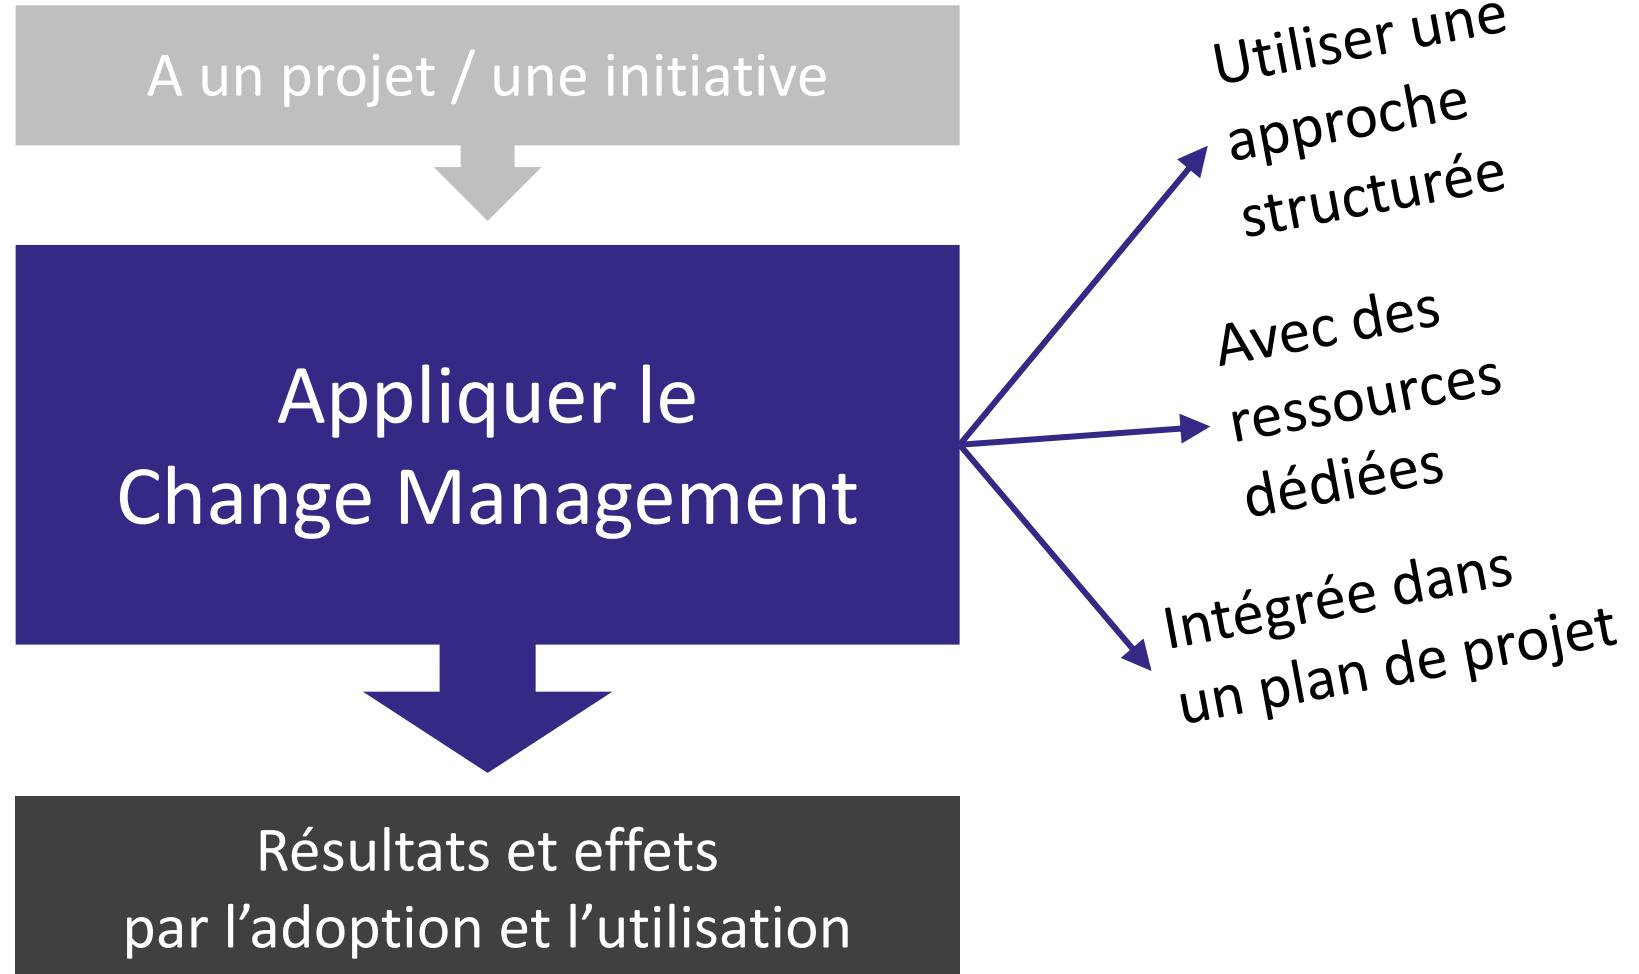 A un projet / une initiative
Appliquer le
Change Management
Résultats et effets
par l’adoption et l’utilisation
Utiliser une
approche
structurée
Avec des
ressources
dédiées
Intégrée dans
un plan de projet